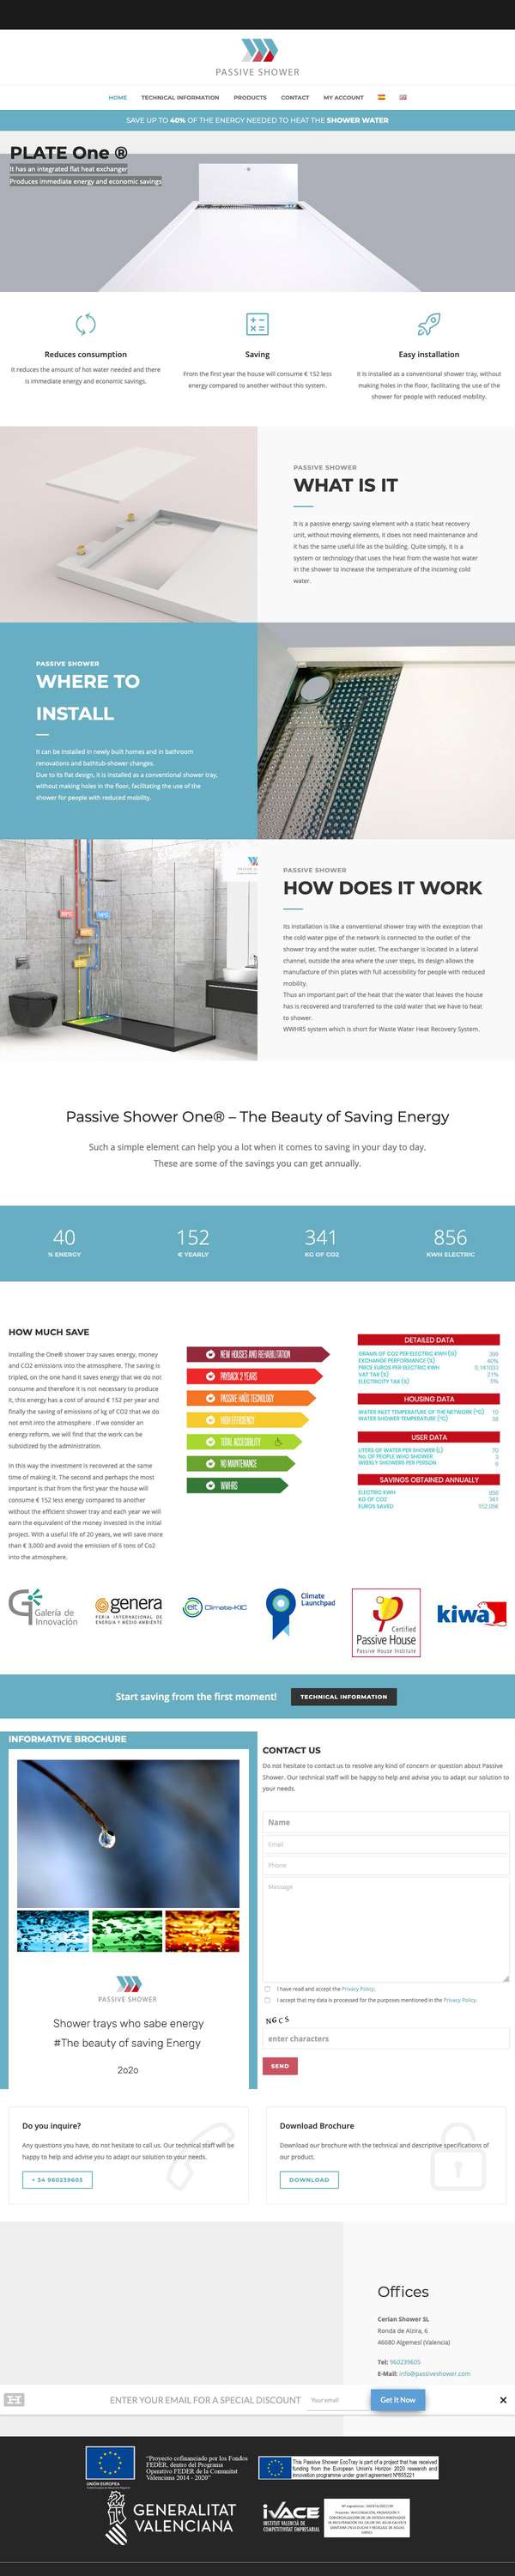 PASSIVE SHOWER
HOME TECHNICAL INFORMATION PRODUCTS CONTACT MY ACCOUNT
SAVE UP TO 40% OF THE ENERGY NEEDED TO HEAT THE SHOWER WATER
PLATE One ®
It has an integrated flat heat exchanger
Produces immediate energy and economic savings
Reduces consumption
It reduces the amount of hot water needed and there
is immediate energy and economic savings.
Saving
From the first year the house will consume € 152 less
energy compared to another without this system.
Easy installation
It is installed as a conventional shower tray, without
making holes in the floor, facilitating the use of the
shower for people with reduced mobility.
PASSIVE SHOWER
WHAT IS IT
It is a passive energy saving element with a static heat recovery
unit, without moving elements, it does not need maintenance and
it has the same useful life as the building. Quite simply, it is a
system or technology that uses the heat from the waste hot water
in the shower to increase the temperature of the incoming cold
water.
PASSIVE SHOWER
WHERE TO
INSTALL
It can be installed in newly built homes and in bathroom
renovations and bathtub-shower changes.
Due to its flat design, it is installed as a conventional shower tray,
without making holes in the floor, facilitating the use of the
shower for people with reduced mobility.
PASSIVE SHOWER
HOW DOES IT WORK
Its installation is like a conventional shower tray with the exception that
the cold water pipe of the network is connected to the outlet of the
shower tray and the water outlet. The exchanger is located in a lateral
channel, outside the area where the user steps, its design allows the
manufacture of thin plates with full accessibility for people with reduced
mobility.
Thus an important part of the heat that the water that leaves the house
has is recovered and transferred to the cold water that we have to heat
to shower.
WWHRS system which is short for Waste Water Heat Recovery System.
Passive Shower One® – The Beauty of Saving Energy
Such a simple element can help you a lot when it comes to saving in your day to day.
These are some of the savings you can get annually.
40 152 341 856
% ENERGY € YEARLY KG OF CO2 KWH ELECTRIC
HOW MUCH SAVE
Installing the One® shower tray saves energy, money
and CO2 emissions into the atmosphere. The saving is
tripled, on the one hand it saves energy that we do not
consume and therefore it is not necessary to produce
it, this energy has a cost of around € 152 per year and
finally the saving of emissions of kg of CO2 that we do
not emit into the atmosphere . If we consider an
energy reform, we will find that the work can be
subsidized by the administration.
In this way the investment is recovered at the same
time of making it. The second and perhaps the most
important is that from the first year the house will
consume € 152 less energy compared to another
without the efficient shower tray and each year we will
earn the equivalent of the money invested in the initial
project. With a useful life of 20 years, we will save more
than € 3,000 and avoid the emission of 6 tons of Co2
into the atmosphere.
NEW HOUSES AND REHABILITATION
PAYBACK 2 YEARS
PASSIVE HAÜS TECHNOLOGY
HIGH EFFICIENCY
TOTAL ACCESIBILITY
NO MAINTENANCE
WWHRS
DETAILED DATA
GRAMS OF CO2 PER ELECTRIC KWH (G) 399
EXCHANGE PERFORMANCE (%) 40%
PRICE EUROS PER ELECTRIC KWH 0,141933
VAT TAX (%) 21%
ELECTRICITY TAX (%) 5%
HOUSING DATA
WATER INLET TEMPERATURE OF THE NETWORK (ºC) 10
WATER SHOWER TEMPERATURE (ºC) 38
USER DATA
LITERS OF WATER PER SHOWER (L) 70
No. OF PEOPLE WHO SHOWER 3
WEEKLY SHOWERS PER PERSON 6
SAVINGS OBTAINED ANNUALLY
ELECTRIC KWH 856
KG OF CO2 341
EUROS SAVED 152,05€
Galería de
Innovación
genera
FERIA INTERNACIONAL DE
ENERGÍA Y MEDIO AMBIENTE
eit Climate-KIC
Climate
Launchpad
Certified
Passive House
Passive House Institute
kiwa
Start saving from the first moment! TECHNICAL INFORMATION
INFORMATIVE BROCHURE
PASSIVE SHOWER
Shower trays who sabe energy
#The beauty of saving Energy
2020
CONTACT US
Do not hesitate to contact us to resolve any kind of concern or question about Passive
Shower. Our technical staff will be happy to help and advise you to adapt our solution to
your needs.
Name
Email
Phone
Message
I have read and accept the Privacy Policy.
I accept that my data is processed for the purposes mentioned in the Privacy Policy.
NGCS
enter characters
SEND
Do you inquire?
Any questions you have, do not hesitate to call us. Our technical staff will be
happy to help and advise you to adapt our solution to your needs.
+ 34 960239605
Download Brochure
Download our brochure with the technical and descriptive specifications of
our product.
DOWNLOAD
Offices
Cerian Shower SL
Ronda de Alzira, 6
46680 Algemesí (Valencia)
Tel: 960239605
E-Mail: info@passiveshower.com
ENTER YOUR EMAIL FOR A SPECIAL DISCOUNT Your email Get It Now
UNIÓN EUROPEA
"Proyecto cofinanciado por los Fondos
FEDER, dentro del Programa
Operativo FEDER de la Comunitat
Valenciana 2014 - 2020"
This Passive Shower EcoTray is part of a project that has received
funding from the European Union's Horizon 2020 research and
innovation programme under grant agreement Nº855221
GENERALITAT
VALENCIANA
iVACE
INSTITUT VALENCIÀ DE
COMPETITIVITAT EMPRESARIAL